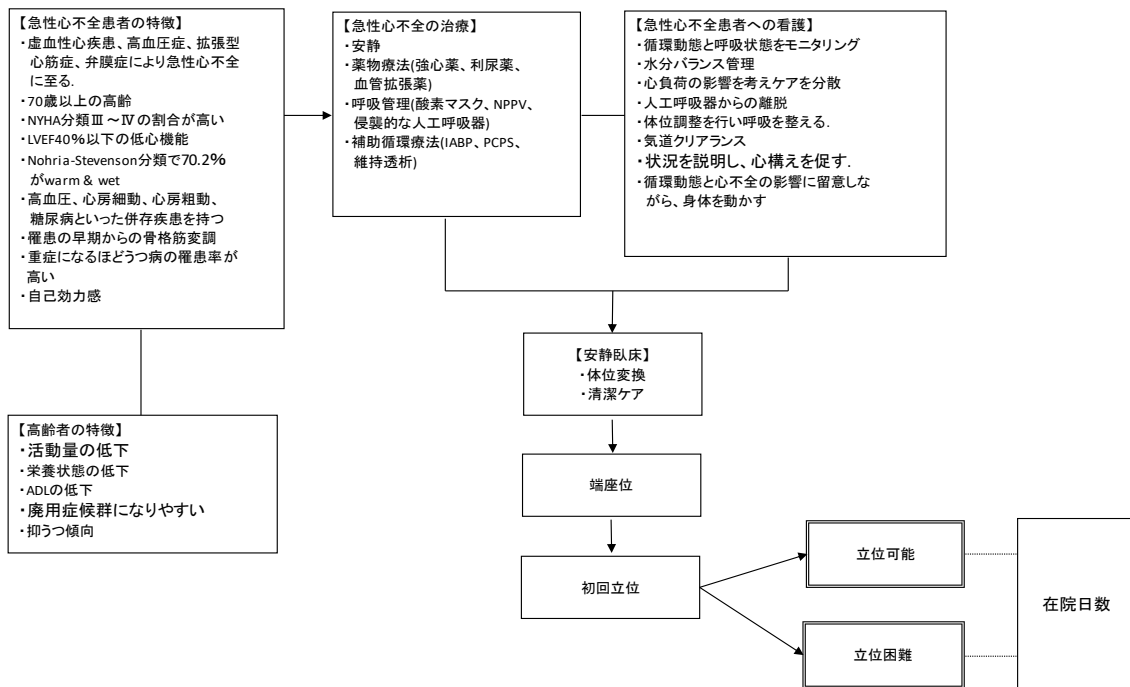 【急性心不全患者の特徴】
・虚血性心疾患、高血圧症、拡張型
心筋症、弁膜症により急性心不全
に至る.
・70歳以上の高齢
・NYHA分類Ⅲ～Ⅳの割合が高い
・LVEF40％以下の低心機能
・Nohria-Stevenson分類で70.2％
がwarm & wet
・高血圧、心房細動、心房粗動、
糖尿病といった併存疾患を持つ
・罹患の早期からの骨格筋変調
・重症になるほどうつ病の罹患率が
高い
・自己効力感
【急性心不全の治療】
・安静
・薬物療法(強心薬、利尿薬、
血管拡張薬)
・呼吸管理(酸素マスク、NPPV、
侵襲的な人工呼吸器)
・補助循環療法(IABP、PCPS、
維持透析)
【急性心不全患者への看護】
・循環動態と呼吸状態をモニタリング
・水分バランス管理
・心負荷の影響を考えケアを分散
・人工呼吸器からの離脱
・体位調整を行い呼吸を整える.
・気道クリアランス
・状況を説明し、心構えを促す.
・循環動態と心不全の影響に留意しな
がら、身体を動かす
【高齢者の特徴】
・活動量の低下
・栄養状態の低下
・ADLの低下
・廃用症候群になりやすい
・抑うつ傾向
【安静臥床】
・体位変換
・清潔ケア
端座位
初回立位
立位可能
立位困難
在院日数